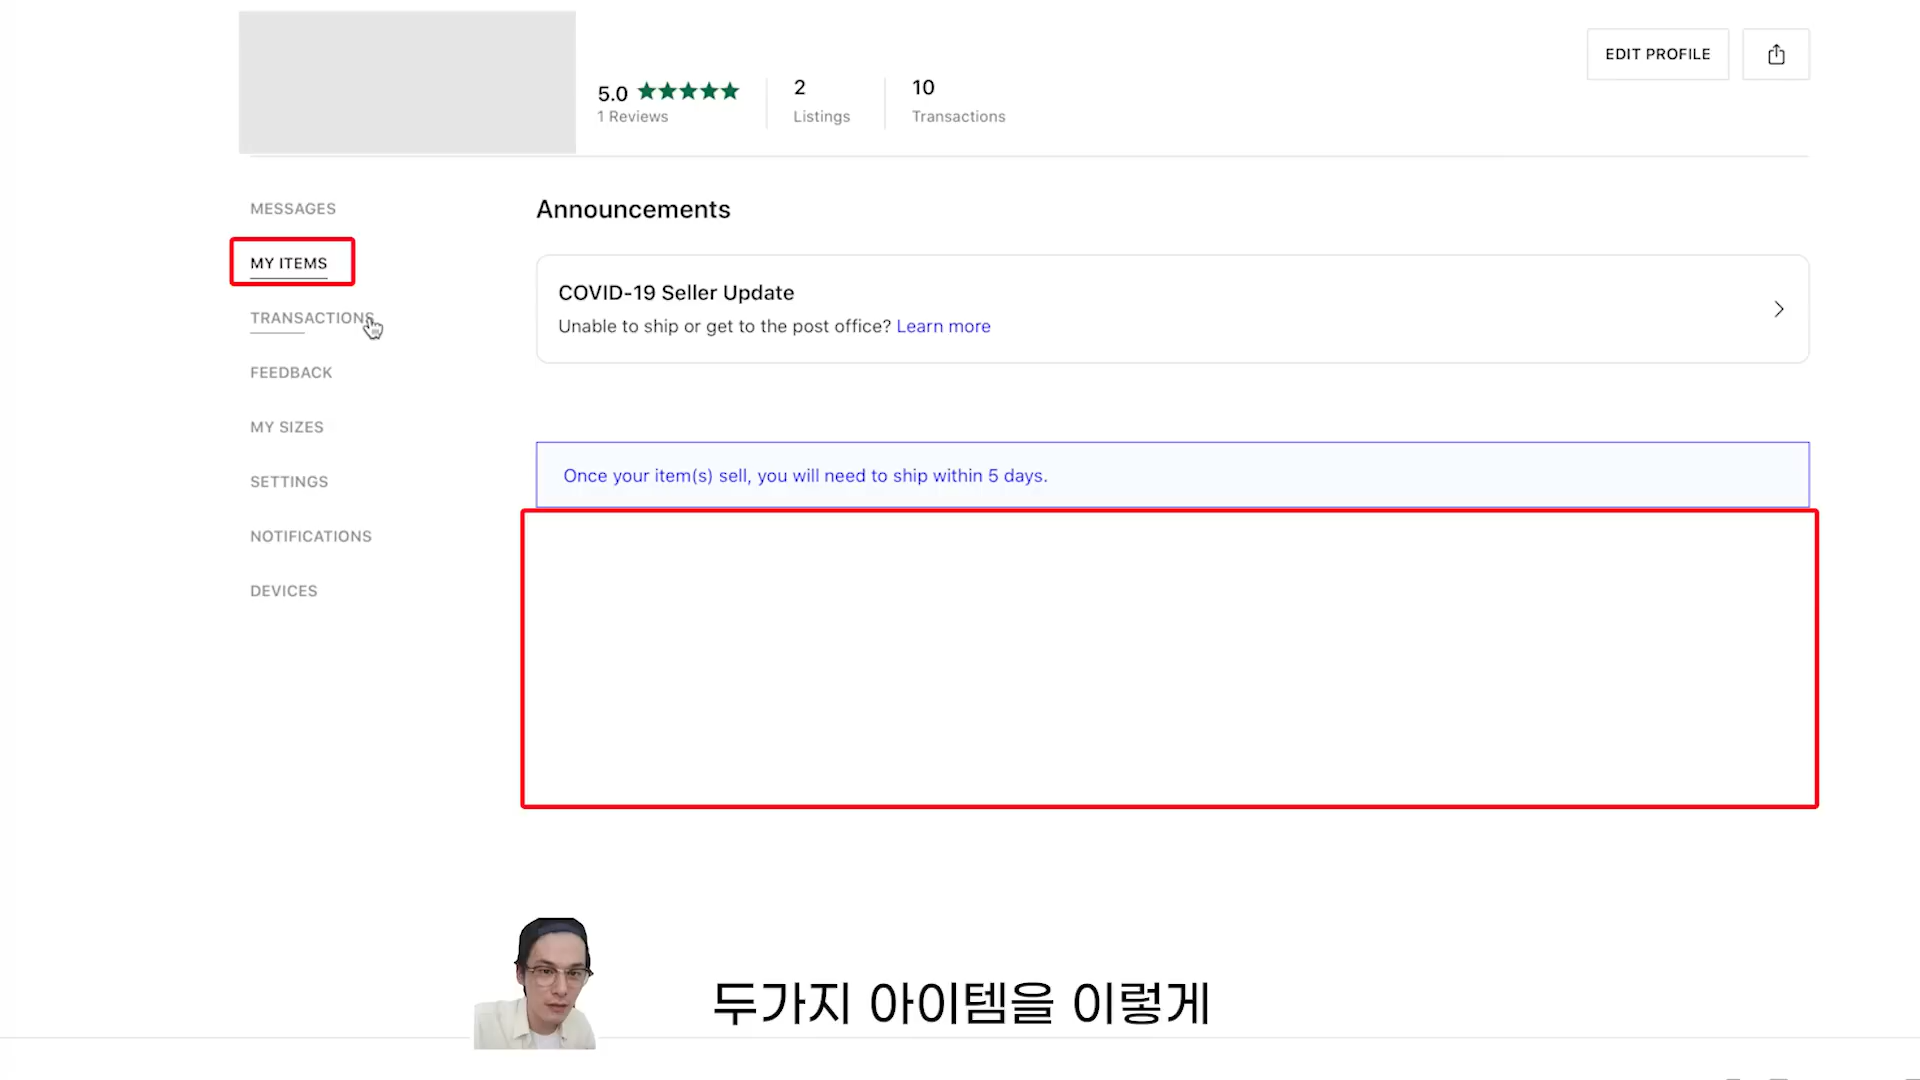 EDIT PROFILE
5.0
1 Reviews
2
Listings
10
Transactions
MESSAGES
MY ITEMS
TRANSACTIONS
FEEDBACK
MY SIZES
SETTINGS
NOTIFICATIONS
DEVICES
Announcements
COVID-19 Seller Update
Unable to ship or get to the post office? Learn more
Once your item(s) sell, you will need to ship within 5 days.
두가지 아이템을 이렇게